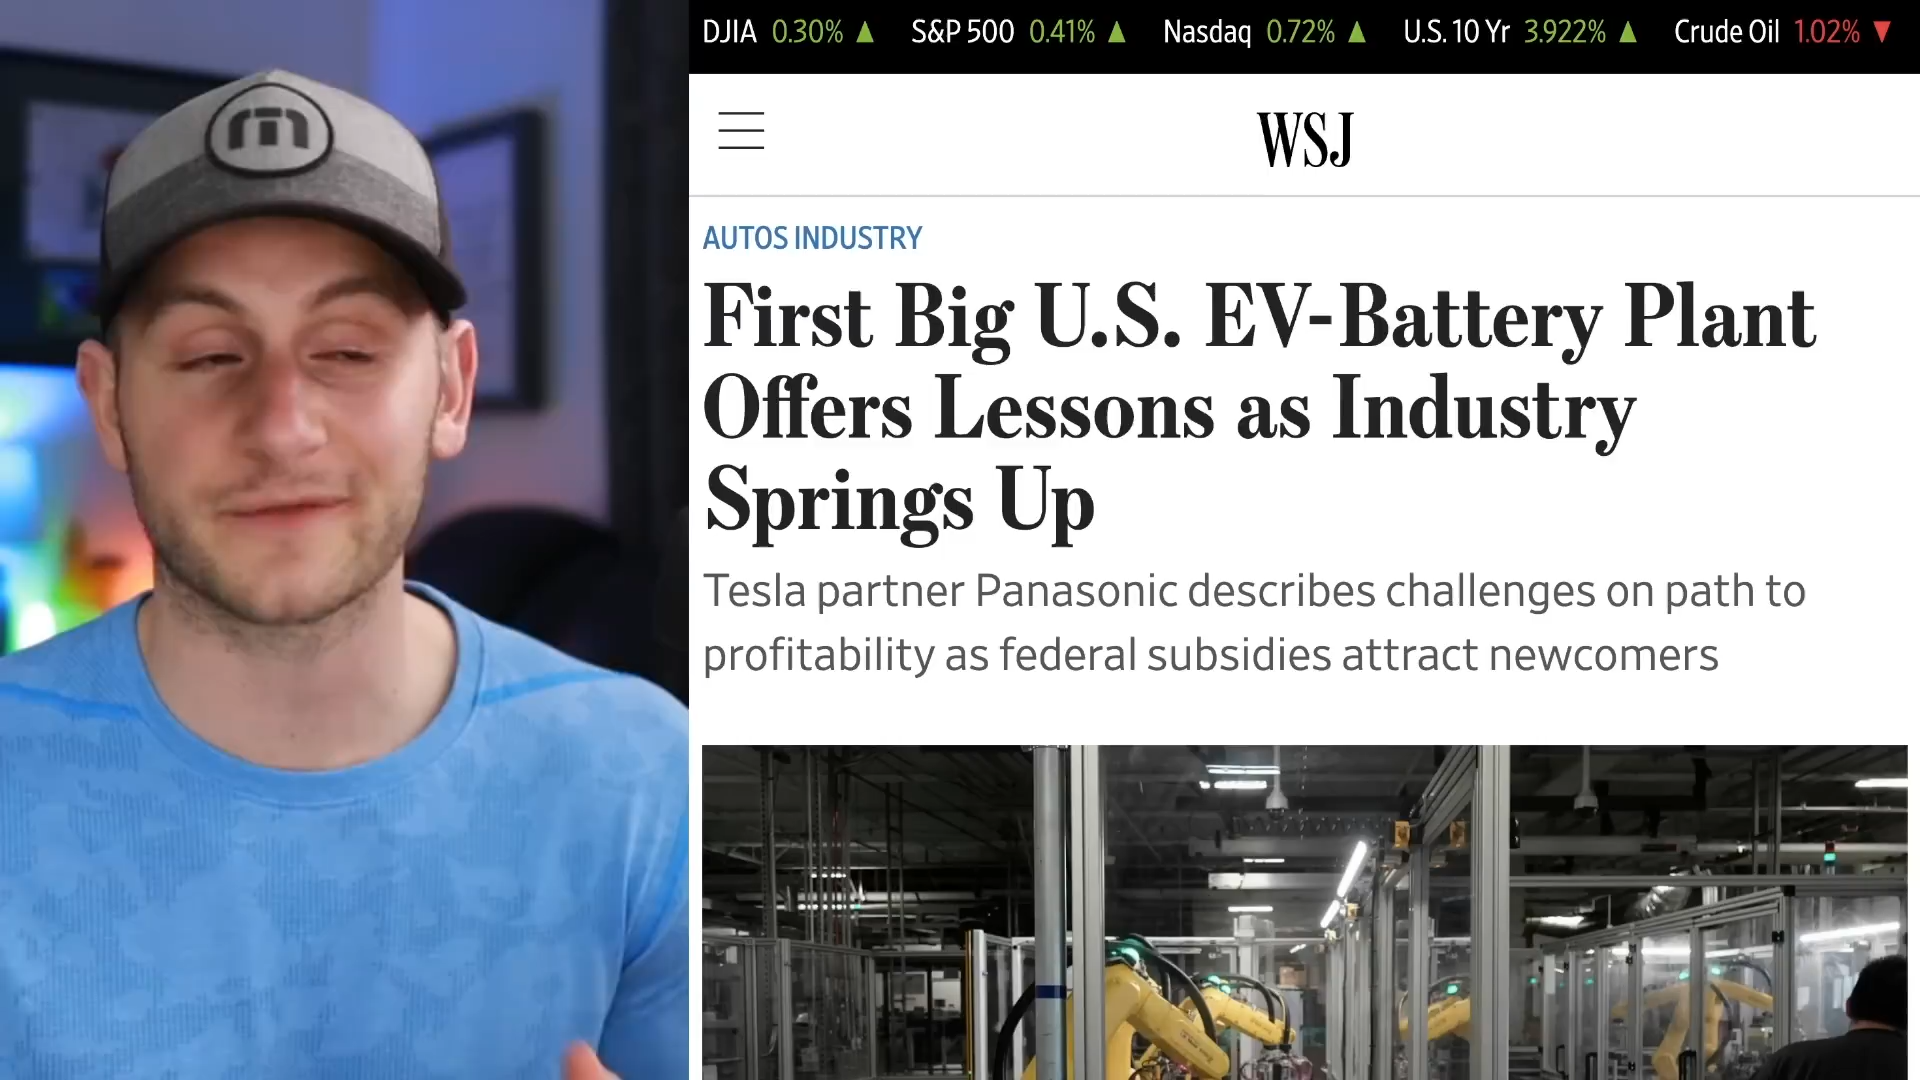 DJIA 0.30% ▲ S&P 500 0.41% ▲ Nasdaq 0.72% ▲ U.S. 10 Yr 3.922% ▲ Crude Oil 1.02% ▼
WSJ
AUTOS INDUSTRY
First Big U.S. EV-Battery Plant
Offers Lessons as Industry
Springs Up
Tesla partner Panasonic describes challenges on path to
profitability as federal subsidies attract newcomers